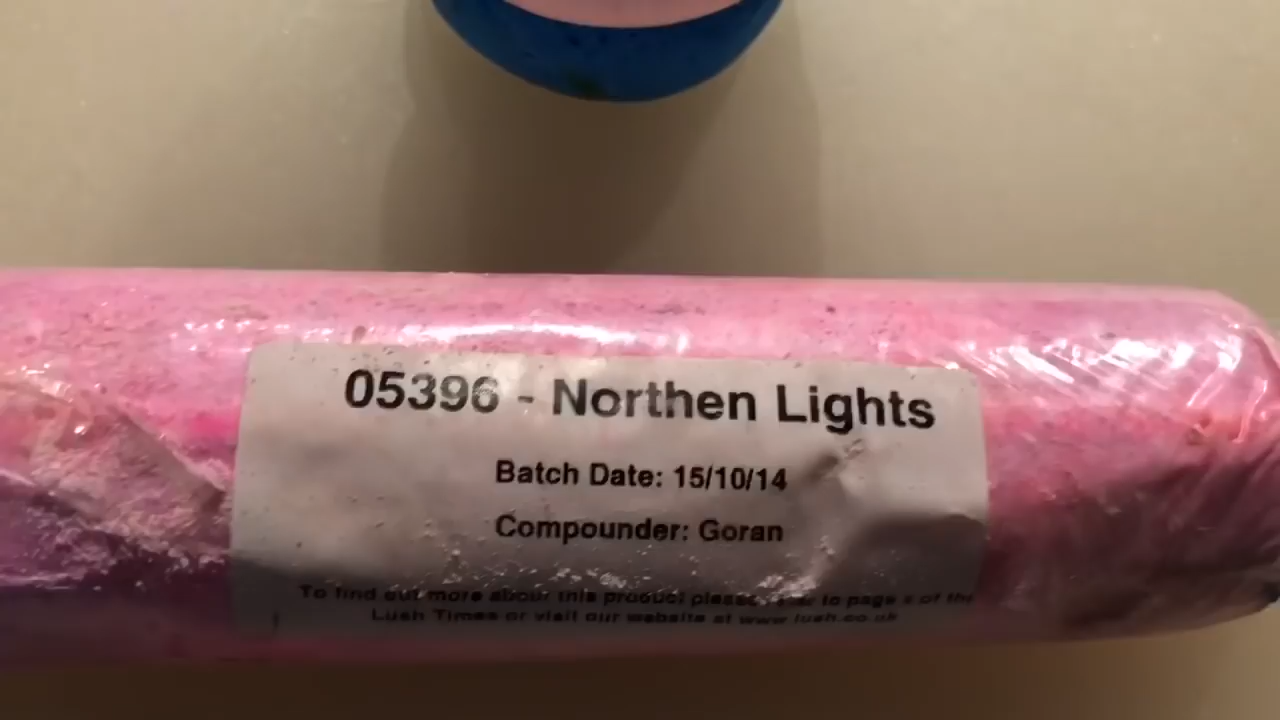 05396 - Northen Lights
Batch Date: 15/10/14
Compounder: Goran
To find out more about this product please to page of the
Lush Times or visit our website at www.lush.co.uk